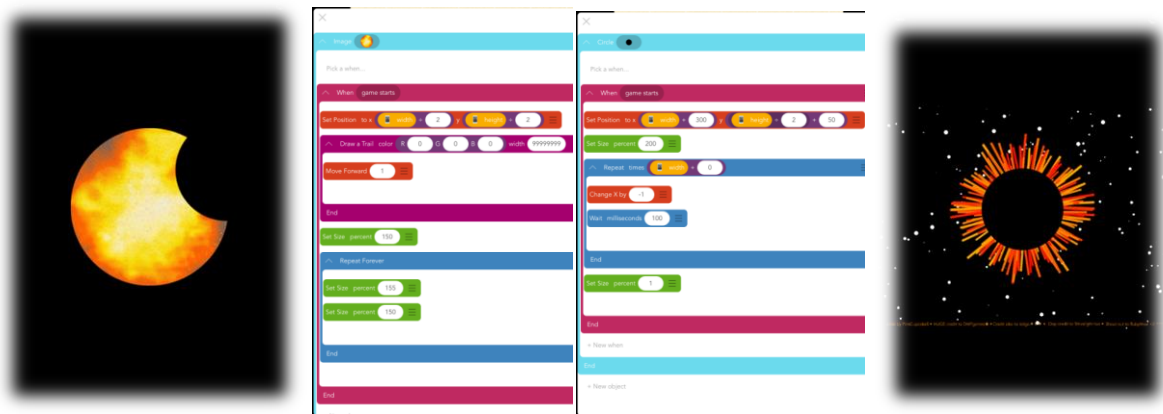 Image
Pick a when...
When game starts
Set Position to x width ÷ 2 y height ÷ 2
Draw a Trail color R 0 G 0 B 0 width 99999999
Move Forward 1
End
Set Size percent 150
Repeat Forever
Set Size percent 155
Set Size percent 150
End
End
Circle
Pick a when...
When game starts
Set Position to x width 300 y height ÷ 2 + 50
Set Size percent 200
Repeat times width + 0
Change X by -1
Wait milliseconds 100
End
Set Size percent 1
End
+ New when
End
+ New object